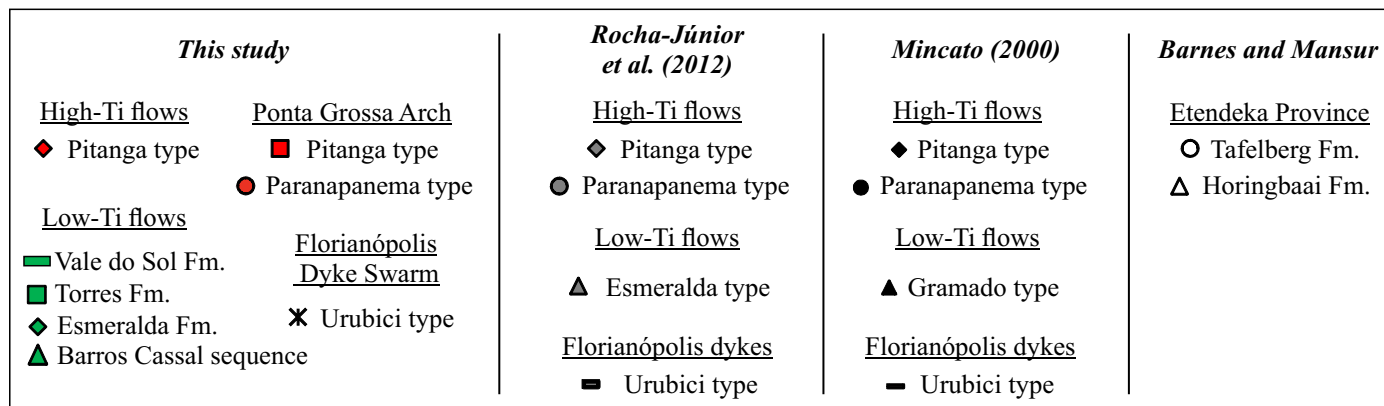 This study
High-Ti flows
Pitanga type
Ponta Grossa Arch
Pitanga type
Paranapanema type
Low-Ti flows
Vale do Sol Fm.
Torres Fm.
Esmeralda Fm.
Barros Cassal sequence
Florianópolis
Dyke Swarm
Urubici type
Rocha-Júnior
et al. (2012)
High-Ti flows
Pitanga type
Paranapanema type
Low-Ti flows
Esmeralda type
Florianópolis dykes
Urubici type
Mincato (2000)
High-Ti flows
Pitanga type
Paranapanema type
Low-Ti flows
Gramado type
Florianópolis dykes
Urubici type
Barnes and Mansur
Etendeka Province
Tafelberg Fm.
Horingbaai Fm.